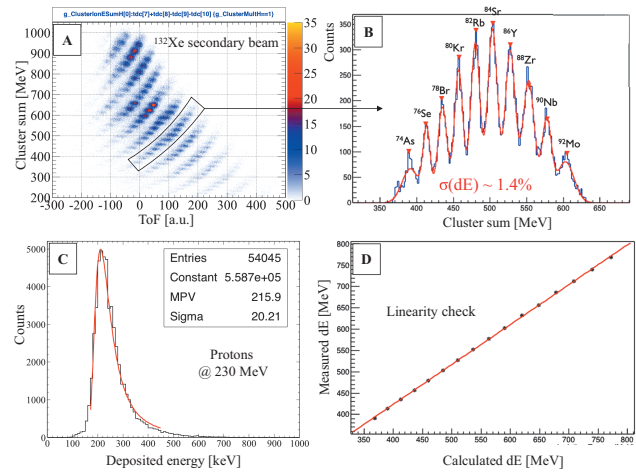 g_ClusterIonESumH[0]:tdc[7]+tdc[8]-tdc[9]-tdc[10] {g_ClusterMultH==1}
A
¹³²Xe secondary beam
Cluster sum [MeV]
1000
900
800
700
600
500
400
300
200
-300 -200 -100 0 100 200 300 400 500
ToF [a.u.]
35
30
25
20
15
10
5
0
B
Counts
350
300
250
200
150
100
50
0
⁷⁴As
⁷⁶Se
⁷⁸Br
⁸⁰Kr
⁸²Rb
⁸⁴Sr
⁸⁶Y
⁸⁸Zr
⁹⁰Nb
⁹²Mo
σ(dE) ~ 1.4%
350 400 450 500 550 600 650
Cluster sum [MeV]
C
Counts
5000
4000
3000
2000
1000
0
Entries 54045
Constant 5.587e+05
MPV 215.9
Sigma 20.21
Protons
@ 230 MeV
0 200 400 600 800 1000
Deposited energy [keV]
D
Measured dE [MeV]
800
750
700
650
600
550
500
450
400
Linearity check
350 400 450 500 550 600 650 700 750 800
Calculated dE [MeV]